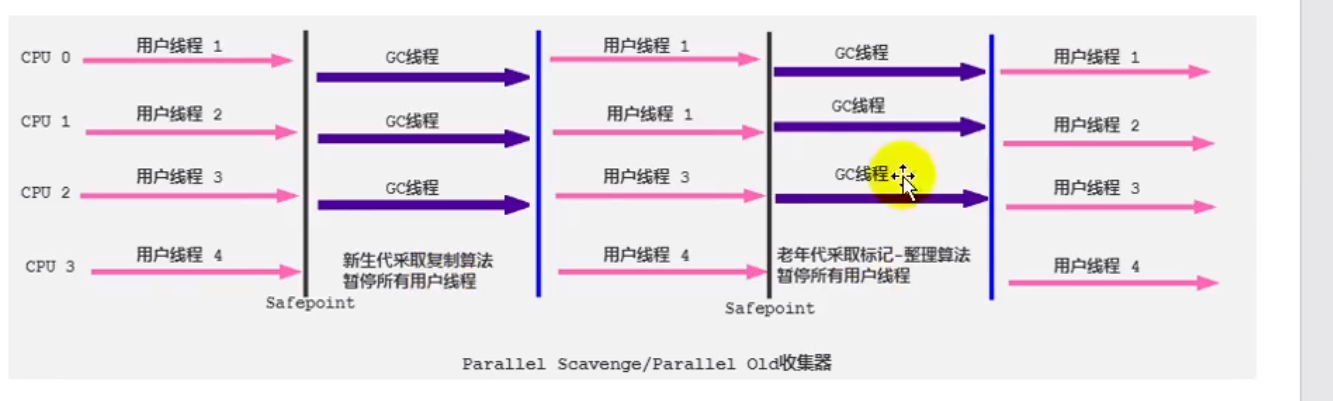 CPU 0
用户线程 1
GC线程
用户线程 1
GC线程
用户线程 1
CPU 1
用户线程 2
GC线程
用户线程 1
GC线程
用户线程 2
CPU 2
用户线程 3
GC线程
用户线程 3
GC线程
用户线程 3
CPU 3
用户线程 4
新生代采取复制算法
暂停所有用户线程
用户线程 4
老年代采取标记-整理算法
暂停所有用户线程
用户线程 4
Safepoint
Safepoint
Parallel Scavenge/Parallel Old收集器